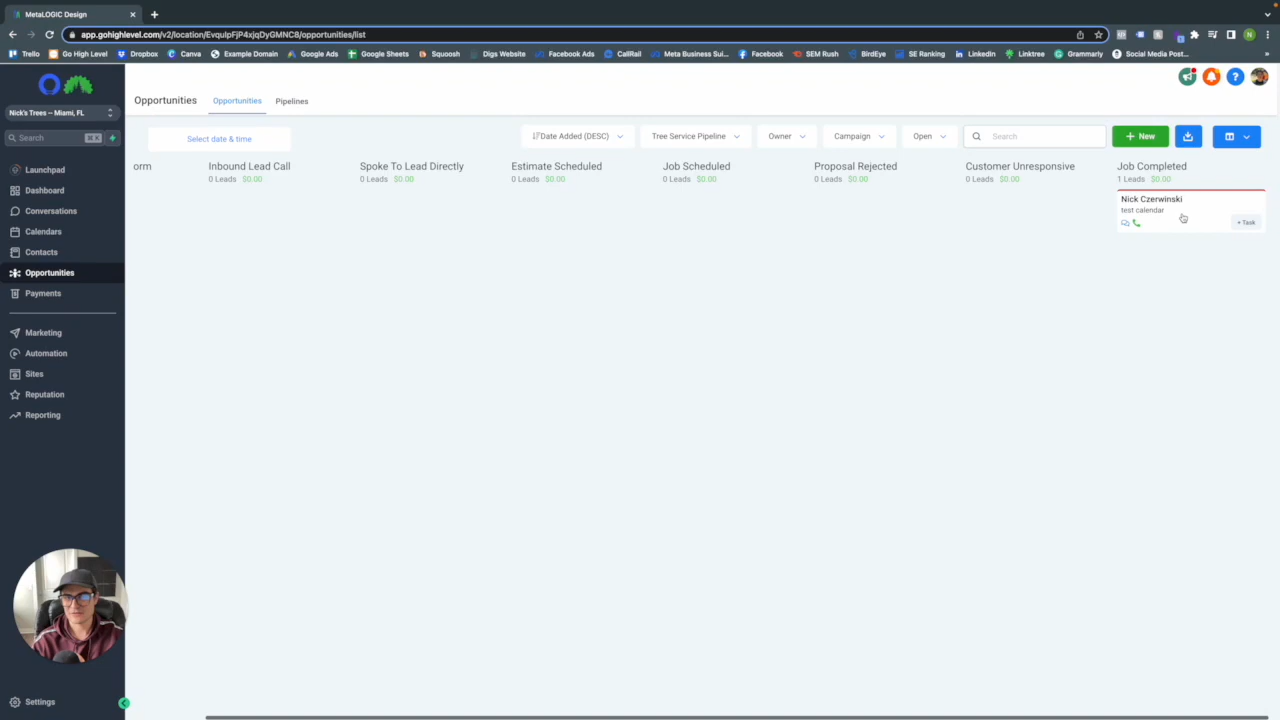 MetaLOGIC Design
app.gohighlevel.com/v2/location/EvquIpFjP4xjqDyGMNC8/opportunities/list
Trello
Go High Level
Dropbox
Canva
Example Domain
Google Ads
Google Sheets
Squoosh
Digs Website
Facebook Ads
CallRail
Meta Business Sui...
Facebook
SEM Rush
BirdEye
SE Ranking
LinkedIn
Linktree
Grammarly
Social Media Post...
»
Nick's Trees -- Miami, FL
Search
⌘ K
Launchpad
Dashboard
Conversations
Calendars
Contacts
Opportunities
Payments
Marketing
Automation
Sites
Reputation
Reporting
Settings
Opportunities
Opportunities
Pipelines
Select date & time
Date Added (DESC)
Tree Service Pipeline
Owner
Campaign
Open
Search
+ New
orm
Inbound Lead Call
0 Leads $0.00
Spoke To Lead Directly
0 Leads $0.00
Estimate Scheduled
0 Leads $0.00
Job Scheduled
0 Leads $0.00
Proposal Rejected
0 Leads $0.00
Customer Unresponsive
0 Leads $0.00
Job Completed
1 Leads $0.00
Nick Czerwinski
test calendar
+ Task